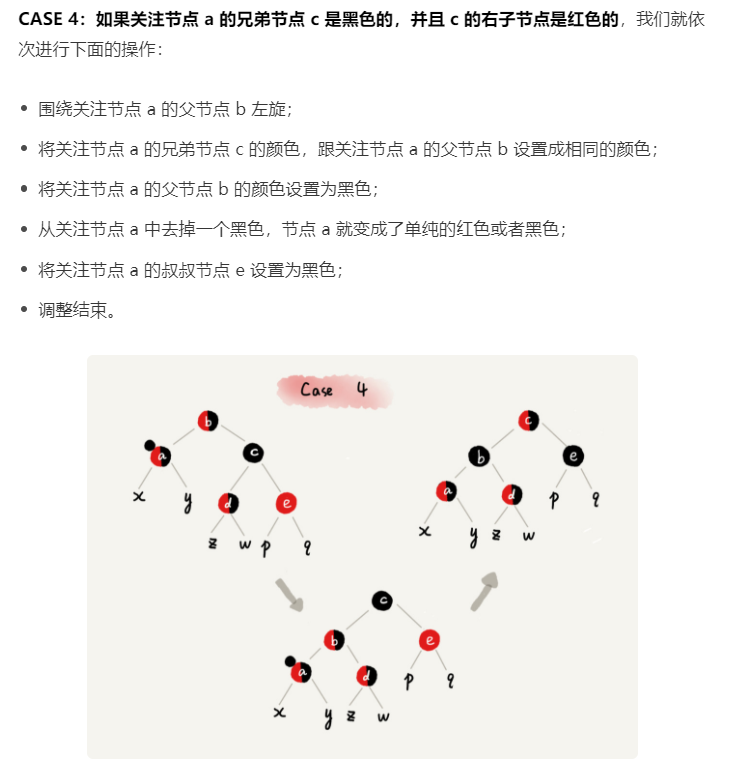 CASE 4：如果关注节点 a 的兄弟节点 c 是黑色的，并且 c 的右子节点是红色的，我们就依
次进行下面的操作：
• 围绕关注节点 a 的父节点 b 左旋；
• 将关注节点 a 的兄弟节点 c 的颜色，跟关注节点 a 的父节点 b 设置成相同的颜色；
• 将关注节点 a 的父节点 b 的颜色设置为黑色；
• 从关注节点 a 中去掉一个黑色，节点 a 就变成了单纯的红色或者黑色；
• 将关注节点 a 的叔叔节点 e 设置为黑色；
• 调整结束。
Case 4
b
a c
x y d e
z w p q
c
b e
a d p q
x y z w
c
b e
a d p q
x y z w